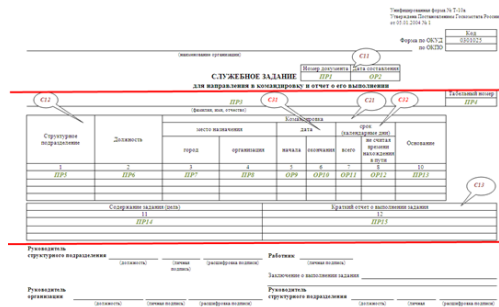 Унифицированная форма № Т-10а
Утверждена Постановлением Госкомстата России
от 05.01.2004 № 1
Код
Форма по ОКУД 0301025
по ОКПО
(наименование организации)
С11
Номер документа Дата составления
СЛУЖЕБНОЕ ЗАДАНИЕ ПР1 ОР2
для направления в командировку и отчет о его выполнении
Табельный номер
С12 ПР3 С31 С21 С32 ПР4
(фамилия, имя, отчество)
Структурное подразделение
Должность
Командировка
место назначения
дата
срок
(календарные дни)
Основание
город организация начала окончания всего не считая времени нахождения в пути
1 2 3 4 5 6 7 8 9 10
ПР5 ПР6 ПР7 ПР8 ОР9 ОР10 ОР11 ОР12 ПР13
С13
Содержание задания (цель) Краткий отчет о выполнении задания
11 12
ПР14 ПР15
Руководитель
структурного подразделения
(должность) (личная подпись) (расшифровка подписи)
Работник
(личная подпись)
Заключение о выполнении задания
Руководитель
организации
(должность) (личная подпись) (расшифровка подписи)
Руководитель
структурного подразделения
(должность) (личная подпись) (расшифровка подписи)